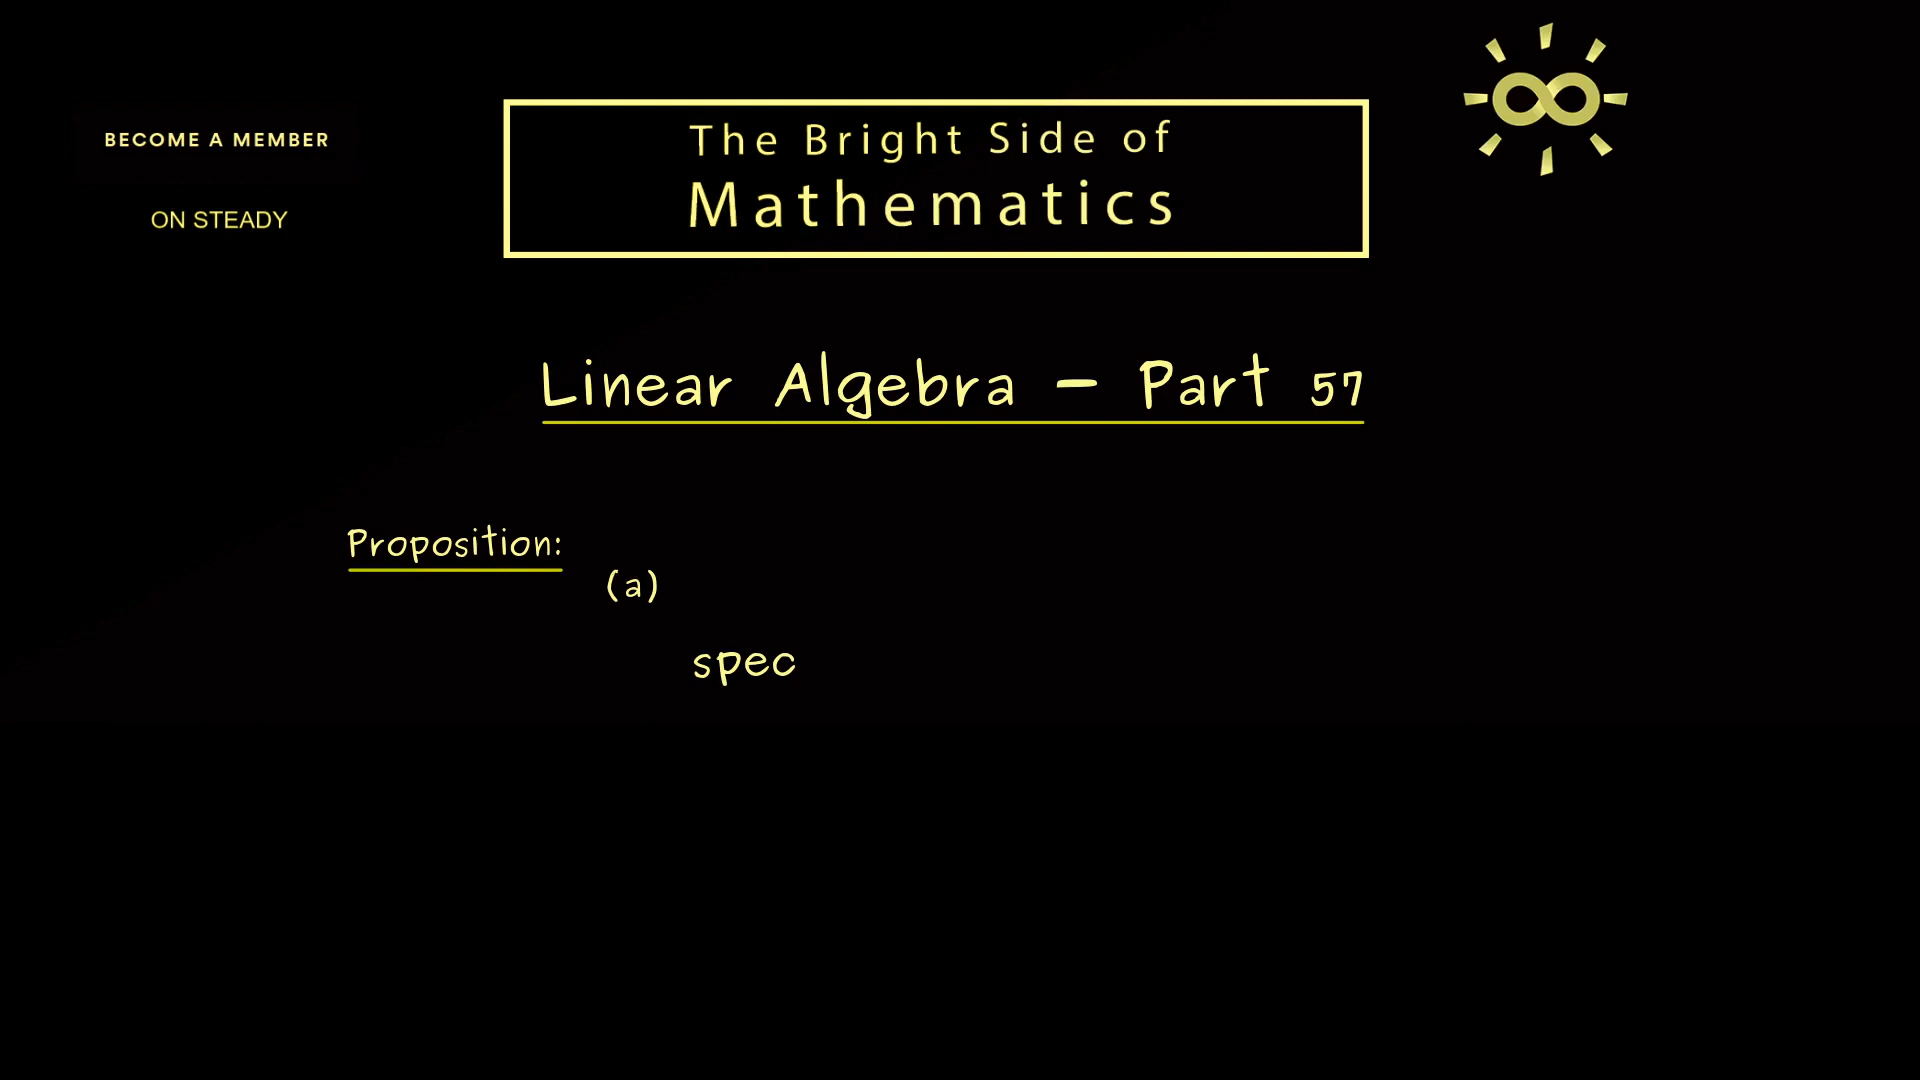 BECOME A MEMBER
ON STEADY
The Bright Side of
Mathematics
Linear Algebra – Part 57
Proposition:
(a)
spec